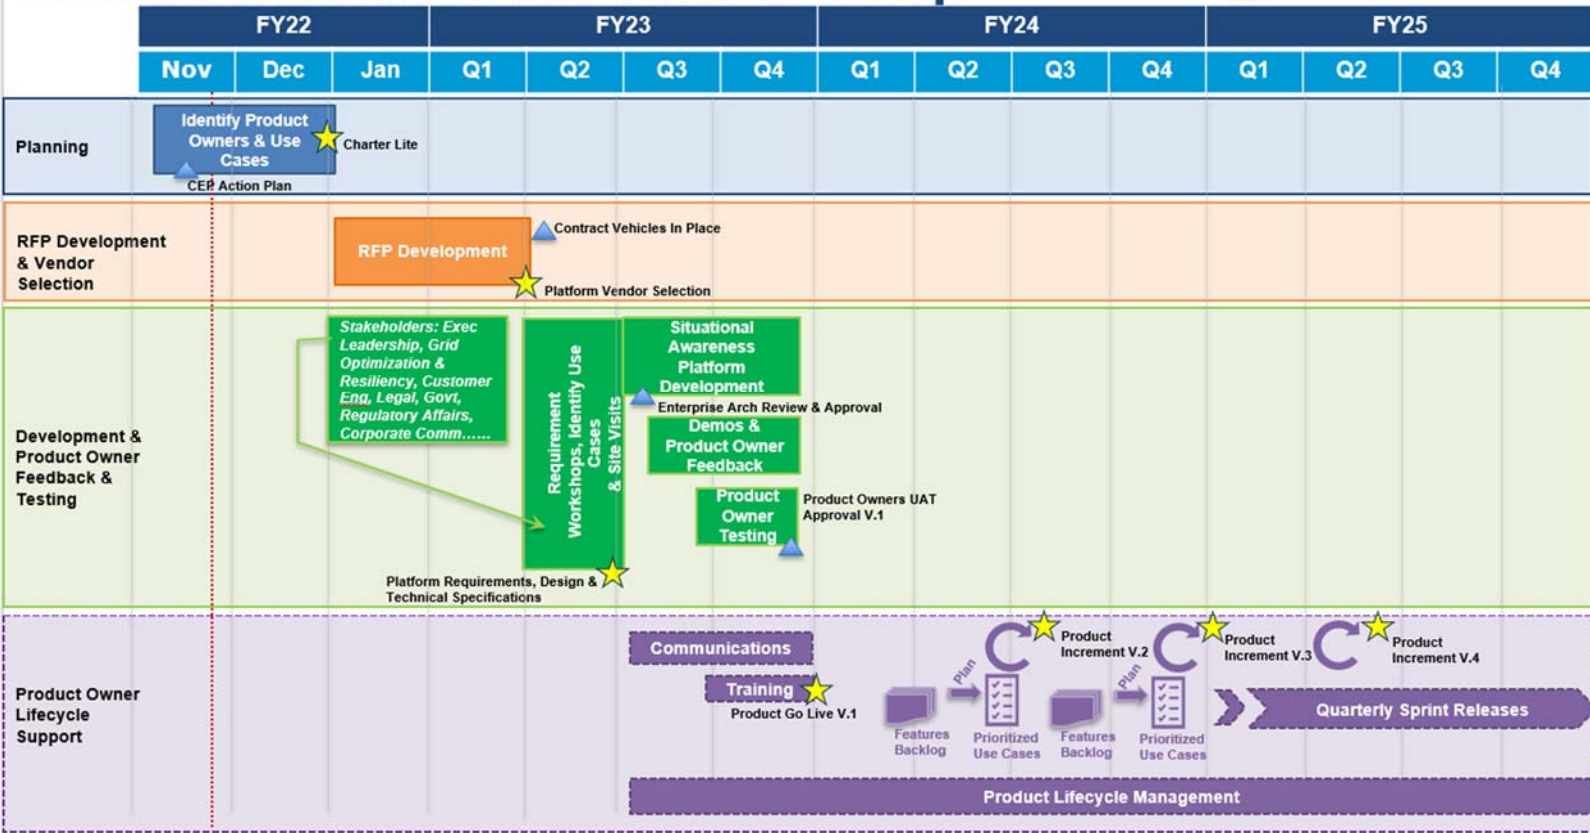 FY22 FY23 FY24 FY25
Nov Dec Jan Q1 Q2 Q3 Q4 Q1 Q2 Q3 Q4 Q1 Q2 Q3 Q4
Planning
Identify Product
Owners & Use
Cases
Charter Lite
CEP Action Plan
RFP Development
& Vendor
Selection
RFP Development
Contract Vehicles In Place
Platform Vendor Selection
Development &
Product Owner
Feedback &
Testing
Stakeholders: Exec
Leadership, Grid
Optimization &
Resiliency, Customer
Eng, Legal, Govt,
Regulatory Affairs,
Corporate Comm......
Requirement
Workshops, Identify Use
Cases
& Site Visits
Platform Requirements, Design &
Technical Specifications
Situational
Awareness
Platform
Development
Enterprise Arch Review & Approval
Demos &
Product Owner
Feedback
Product
Owner
Testing
Product Owners UAT
Approval V.1
Product Owner
Lifecycle
Support
Communications
Training
Product Go Live V.1
Features
Backlog
Plan
Prioritized
Use Cases
Product
Increment V.2
Features
Backlog
Plan
Prioritized
Use Cases
Product
Increment V.3
Product
Increment V.4
Quarterly Sprint Releases
Product Lifecycle Management